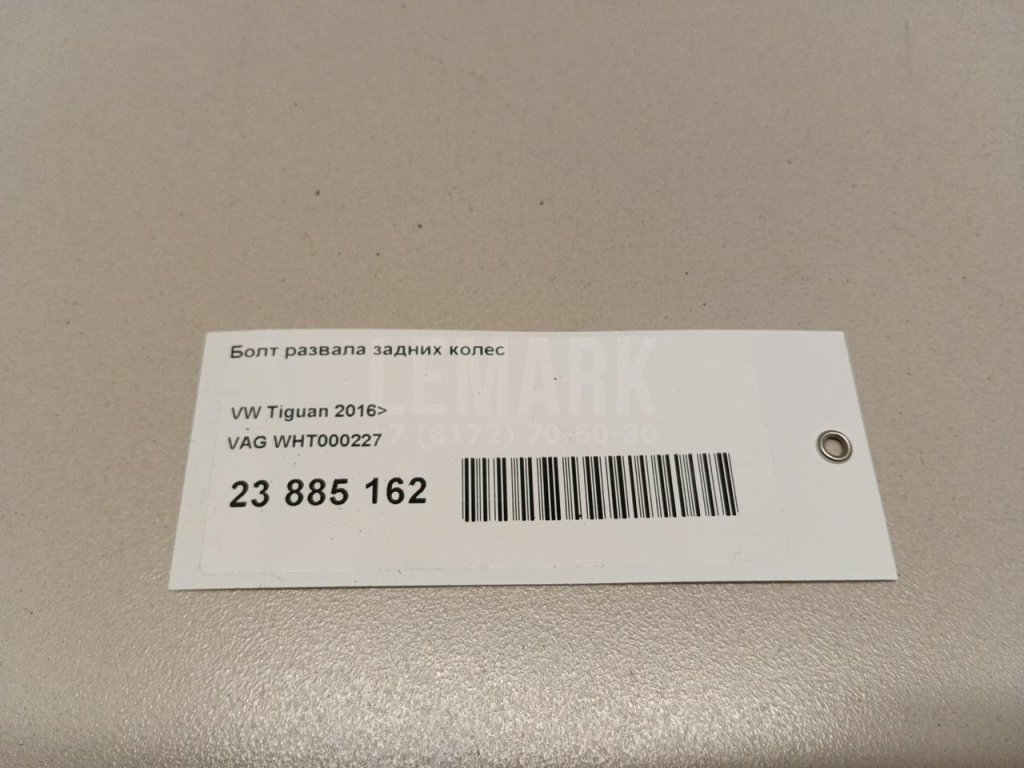 Болт развала задних колес
LEMARK
VW Tiguan 2016>
+7 (8172) 70-60-30
VAG WHT000227
23 885 162